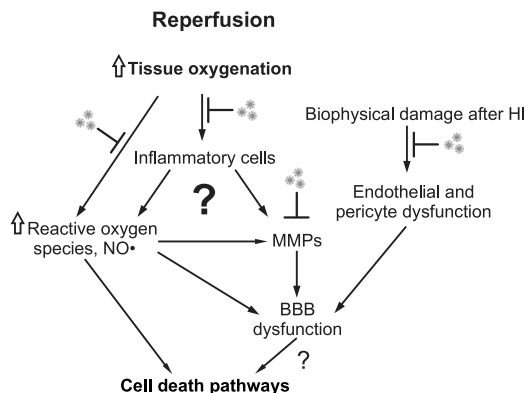 Reperfusion
⇧Tissue oxygenation
Biophysical damage after HI
Inflammatory cells
?
Endothelial and
pericyte dysfunction
⇧Reactive oxygen
species, NO•
MMPs
BBB
dysfunction
?
Cell death pathways